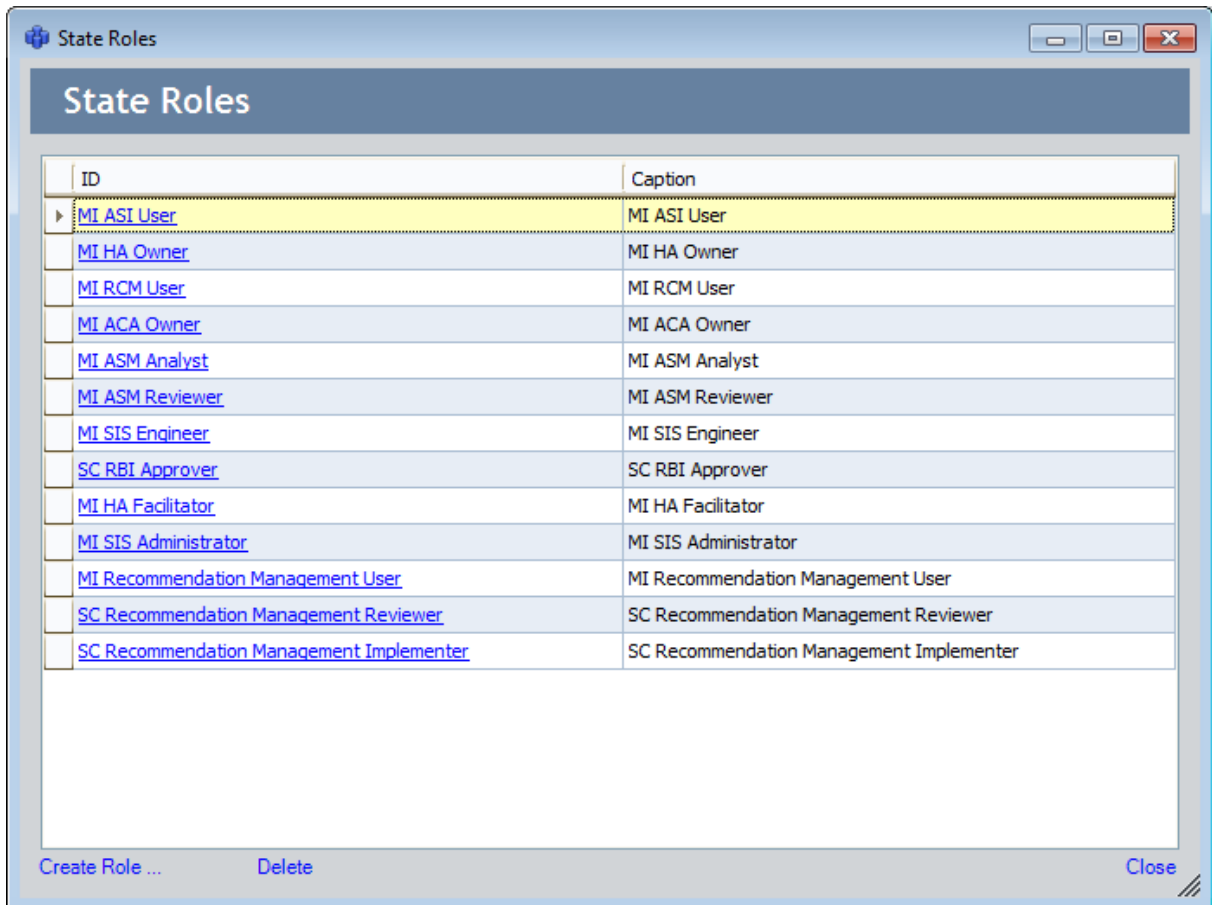 State Roles
State Roles
ID Caption
MI ASI User MI ASI User
MI HA Owner MI HA Owner
MI RCM User MI RCM User
MI ACA Owner MI ACA Owner
MI ASM Analyst MI ASM Analyst
MI ASM Reviewer MI ASM Reviewer
MI SIS Engineer MI SIS Engineer
SC RBI Approver SC RBI Approver
MI HA Facilitator MI HA Facilitator
MI SIS Administrator MI SIS Administrator
MI Recommendation Management User MI Recommendation Management User
SC Recommendation Management Reviewer SC Recommendation Management Reviewer
SC Recommendation Management Implementer SC Recommendation Management Implementer
Create Role ... Delete Close